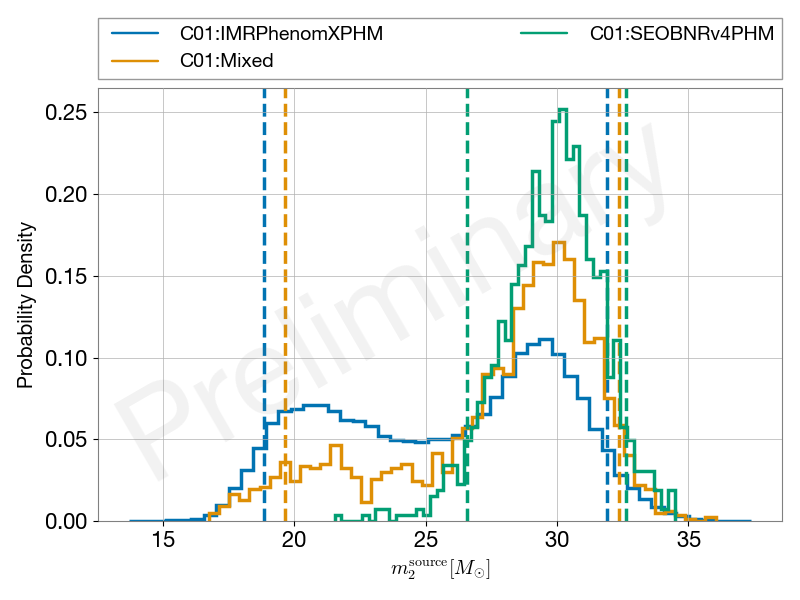 C01:IMRPhenomXPHM C01:SEOBNRv4PHM
C01:Mixed
0.25
0.20
0.15
0.10
0.05
0.00
Probability Density
Preliminary
15 20 25 30 35
m₂^source [M⊙]